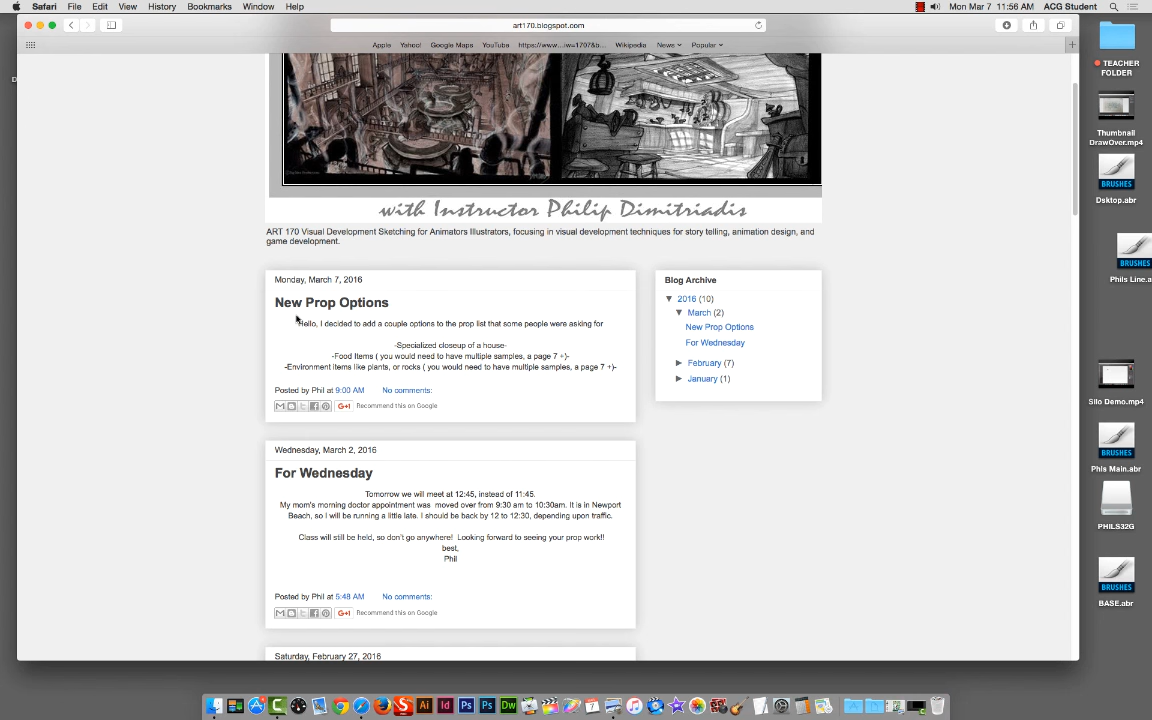 Safari File Edit View History Bookmarks Window Help Mon Mar 7 11:56 AM ACG Student
art170.blogspot.com
Apple Yahoo! Google Maps YouTube https://www...iw=1707&b... Wikipedia News Popular
with Instructor Philip Dimitriadis
ART 170 Visual Development Sketching for Animators Illustrators, focusing in visual development techniques for story telling, animation design, and
game development.
Monday, March 7, 2016
New Prop Options
Hello, I decided to add a couple options to the prop list that some people were asking for
-Specialized closeup of a house-
-Food Items ( you would need to have multiple samples, a page 7 +)-
-Environment items like plants, or rocks ( you would need to have multiple samples, a page 7 +)-
Posted by Phil at 9:00 AM No comments:
G+1 Recommend this on Google
Wednesday, March 2, 2016
For Wednesday
Tomorrow we will meet at 12:45, instead of 11:45.
My mom's morning doctor appointment was moved over from 9:30 am to 10:30am. It is in Newport
Beach, so I will be running a little late. I should be back by 12 to 12:30, depending upon traffic.
Class will still be held, so don't go anywhere! Looking forward to seeing your prop work!!
best,
Phil
Posted by Phil at 5:48 AM No comments:
G+1 Recommend this on Google
Saturday, February 27, 2016
Blog Archive
▼ 2016 (10)
▼ March (2)
New Prop Options
For Wednesday
► February (7)
► January (1)
TEACHER
FOLDER
Thumbnail
DrawOver.mp4
BRUSHES
Dsktop.abr
BRUSHES
Phils Line.a
Silo Demo.mp4
BRUSHES
Phis Main.abr
PHILS32G
BRUSHES
BASE.abr
Ai Id Ps Ps Dw